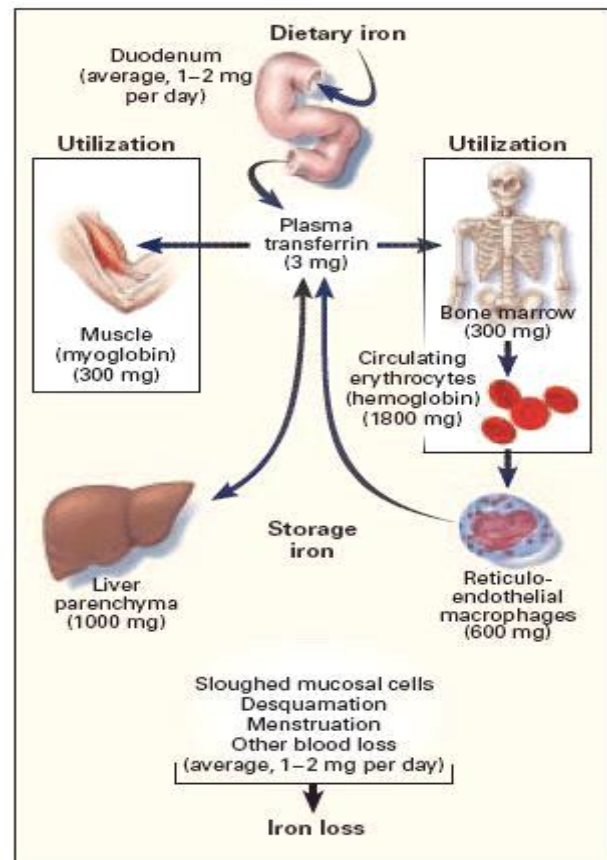 Dietary iron
Duodenum
(average, 1–2 mg
per day)
Utilization
Utilization
Plasma
transferrin
(3 mg)
Muscle
(myoglobin)
(300 mg)
Bone marrow
(300 mg)
Circulating
erythrocytes
(hemoglobin)
(1800 mg)
Storage
iron
Liver
parenchyma
(1000 mg)
Reticulo-
endothelial
macrophages
(600 mg)
Sloughed mucosal cells
Desquamation
Menstruation
Other blood loss
(average, 1–2 mg per day)
Iron loss